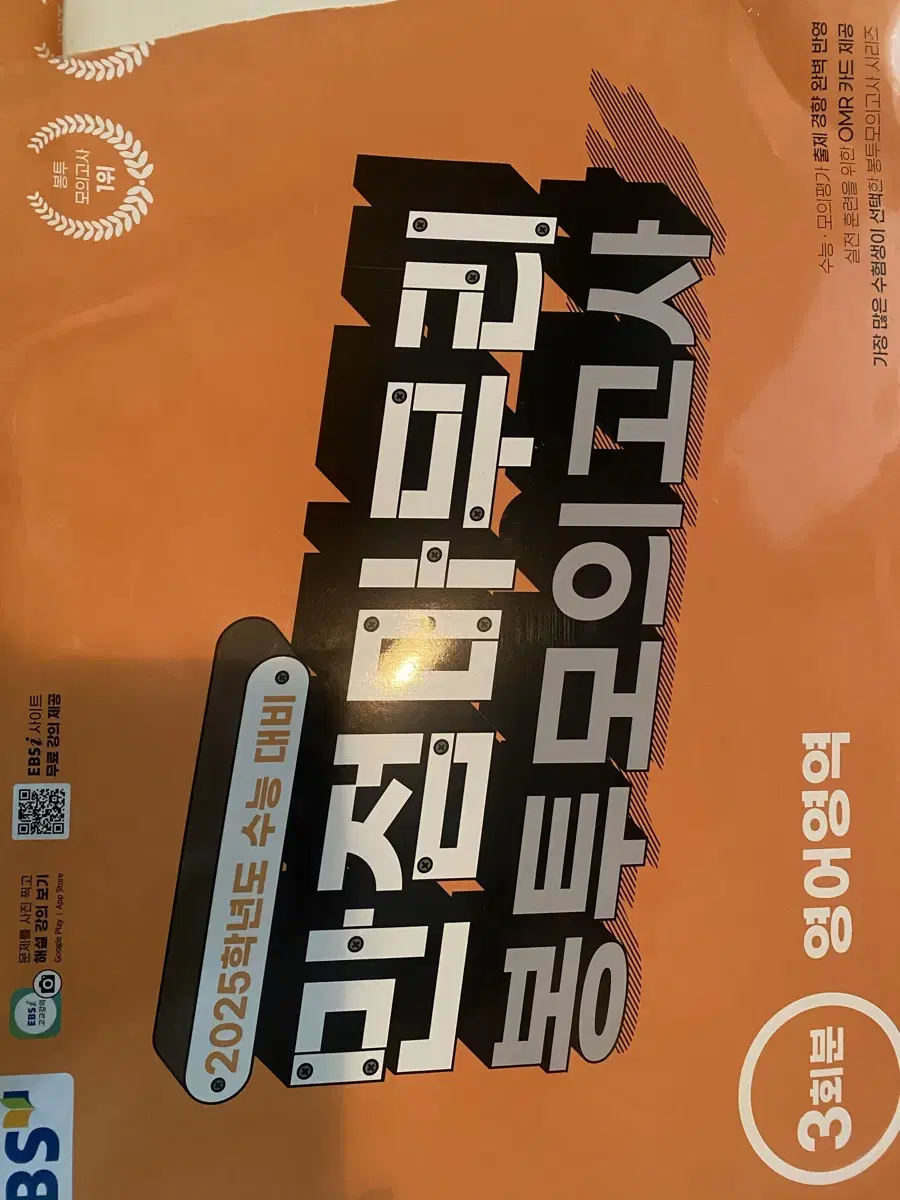 EBS
EBSi 고교강의
문제를 사진 찍고
해설 강의 보기
Google Play | App Store
EBSi 사이트
무료 강의 제공
봉투
모의고사
1위
2025학년도 수능 대비
만점마무리
봉투모의고사
3회분
영어영역
수능·모의평가 출제 경향 완벽 반영
실전 훈련을 위한 OMR 카드 제공
가장 많은 수험생이 선택한 봉투모의고사 시리즈